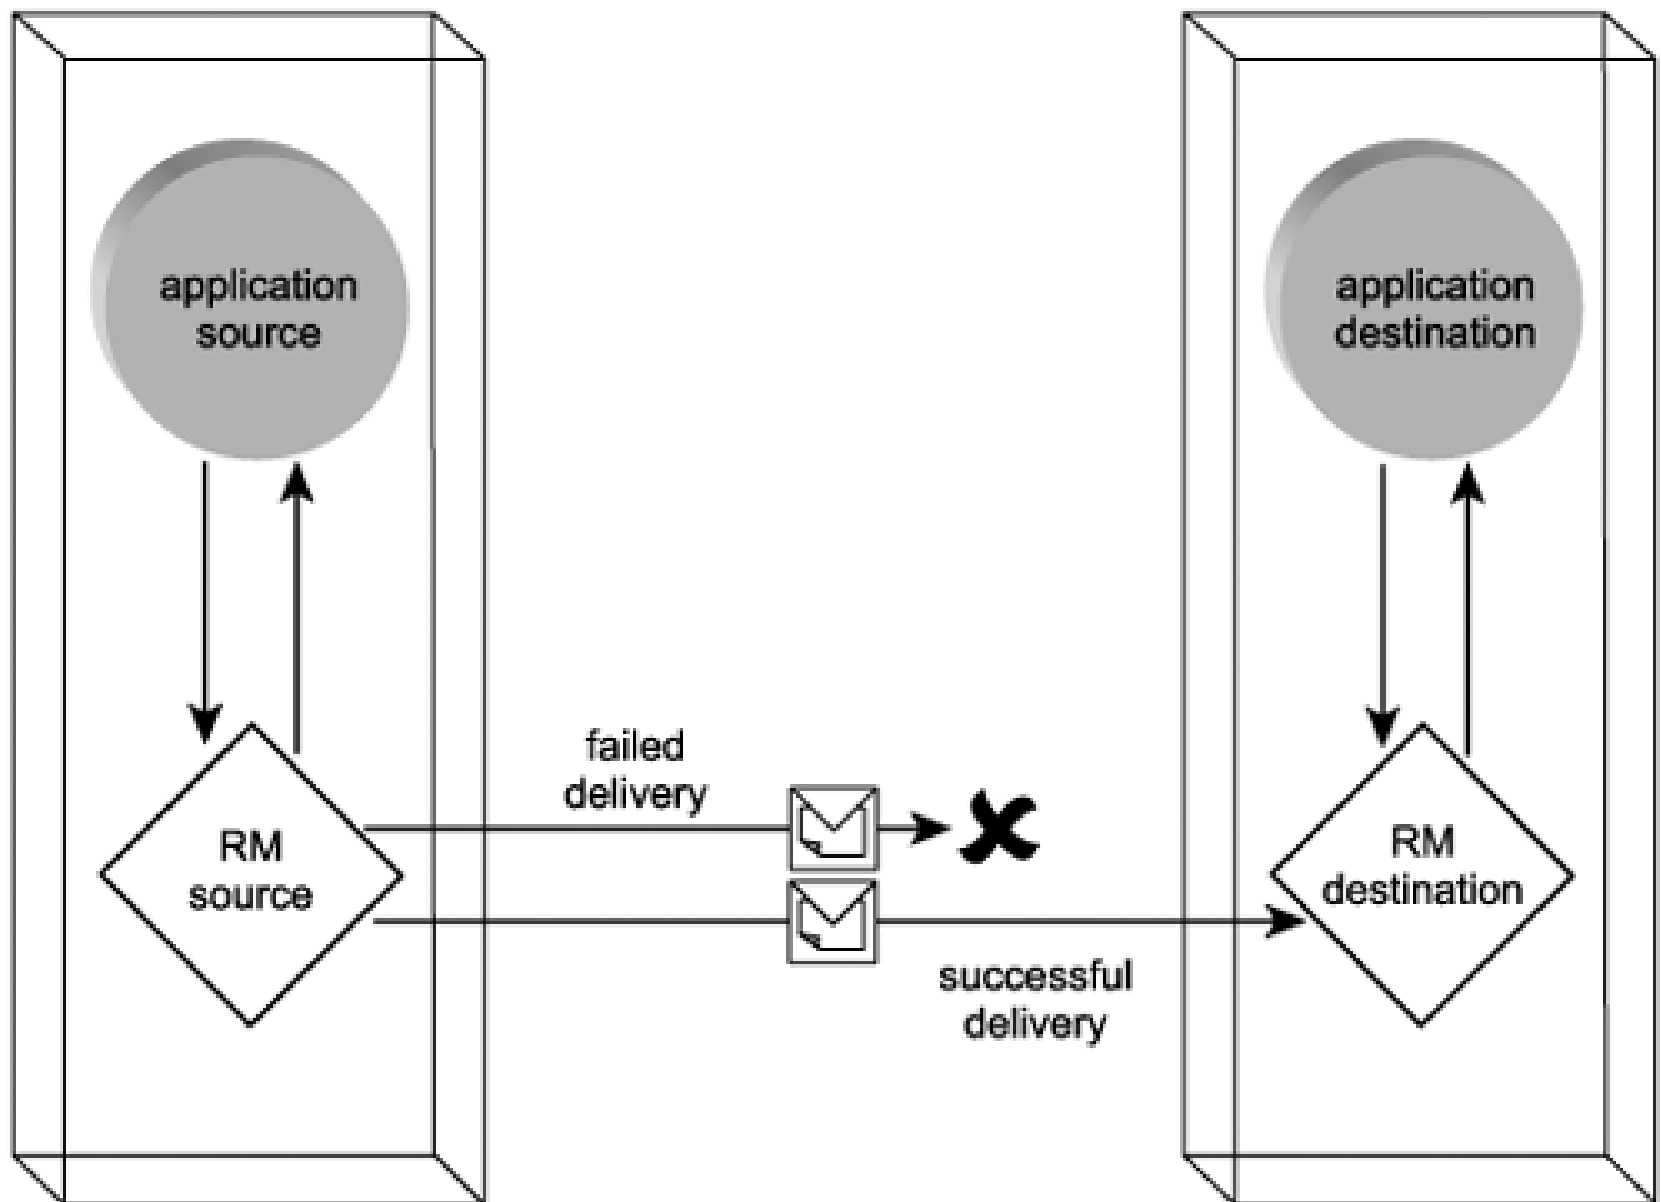 application
source
application
destination
failed
delivery
RM
source
RM
destination
successful
delivery